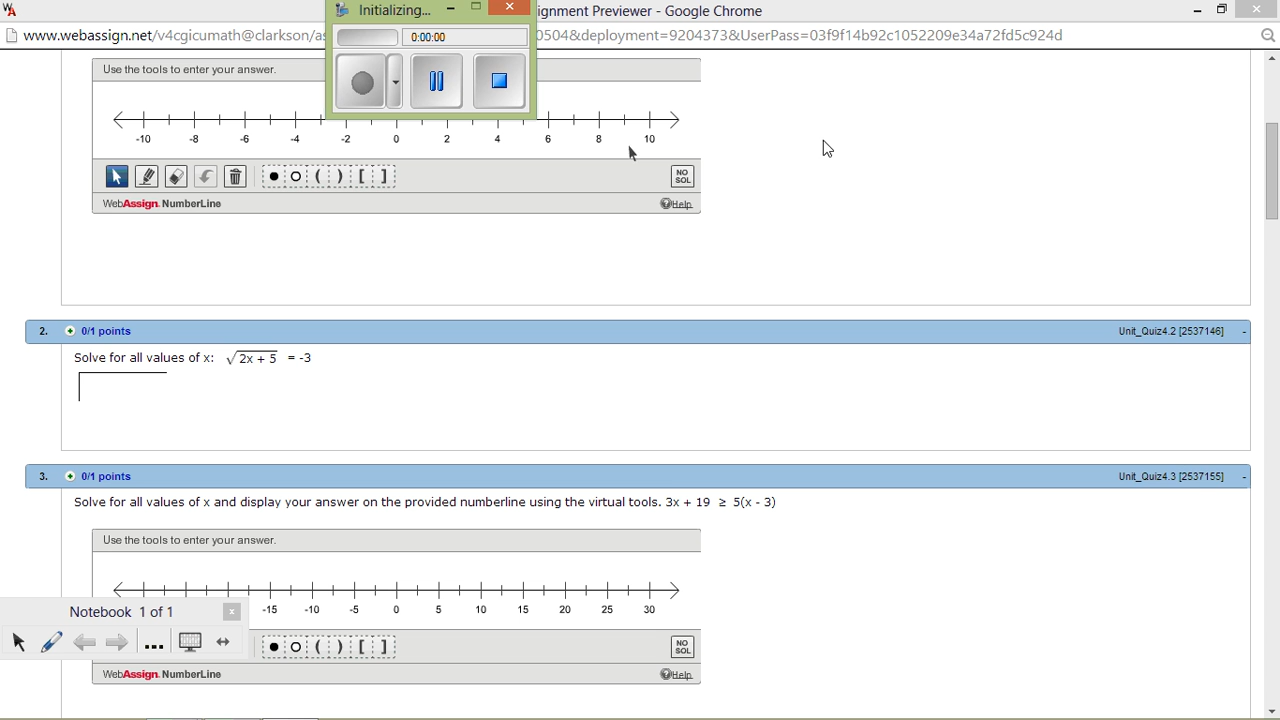 Initializing...
ignment Previewer - Google Chrome
www.webassign.net/v4cgicumath@clarkson/as
0504&deployment=9204373&UserPass=03f9f14b92c1052209e34a72fd5c924d
0:00:00
Use the tools to enter your answer.
-10 -8 -6 -4 -2 0 2 4 6 8 10
NO SOL
WebAssign. NumberLine
Help
2. 0/1 points Unit_Quiz4.2 [2537146] -
Solve for all values of x: √2x + 5 = -3
3. 0/1 points Unit_Quiz4.3 [2537155] -
Solve for all values of x and display your answer on the provided numberline using the virtual tools. 3x + 19 ≥ 5(x - 3)
Use the tools to enter your answer.
-15 -10 -5 0 5 10 15 20 25 30
Notebook 1 of 1
NO SOL
WebAssign. NumberLine
Help